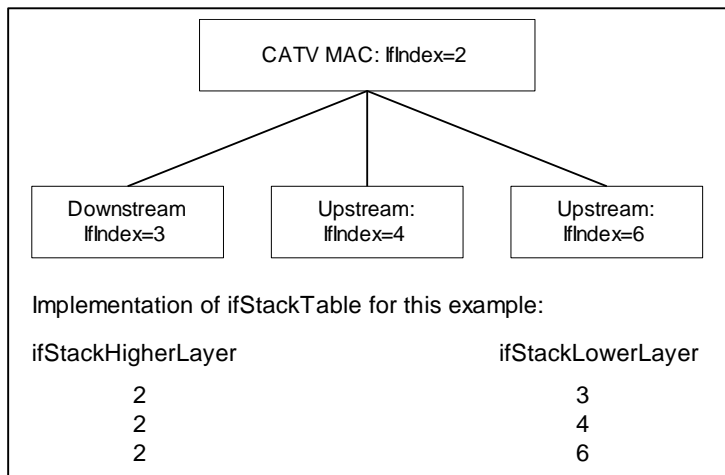 CATV MAC: IfIndex=2
Downstream
IfIndex=3
Upstream:
IfIndex=4
Upstream:
IfIndex=6
Implementation of ifStackTable for this example:
ifStackHigherLayer ifStackLowerLayer
2 3
2 4
2 6